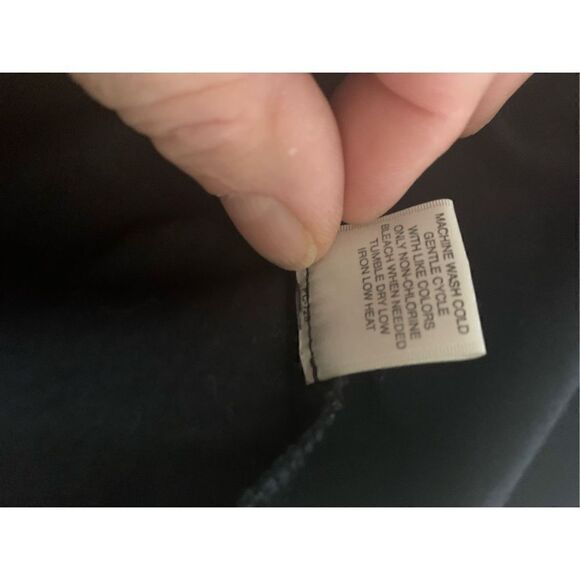 MACHINE WASH COLD
GENTLE CYCLE
WITH LIKE COLORS
ONLY NON-CHLORINE
BLEACH WHEN NEEDED
TUMBLE DRY LOW
IRON LOW HEAT